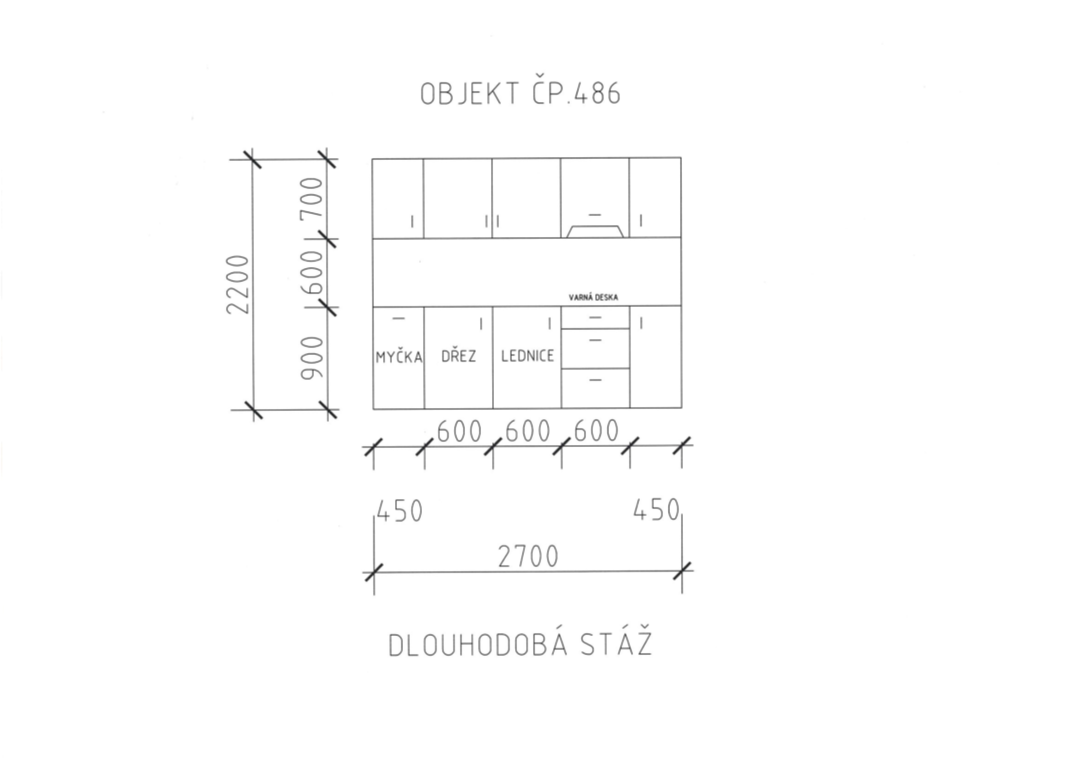 OBJEKT ČP.486
700
600
2200
900
VARNÁ DESKA
MYČKA DŘEZ LEDNICE
600 600 600
450 450
2700
DLOUHODOBÁ STÁŽ